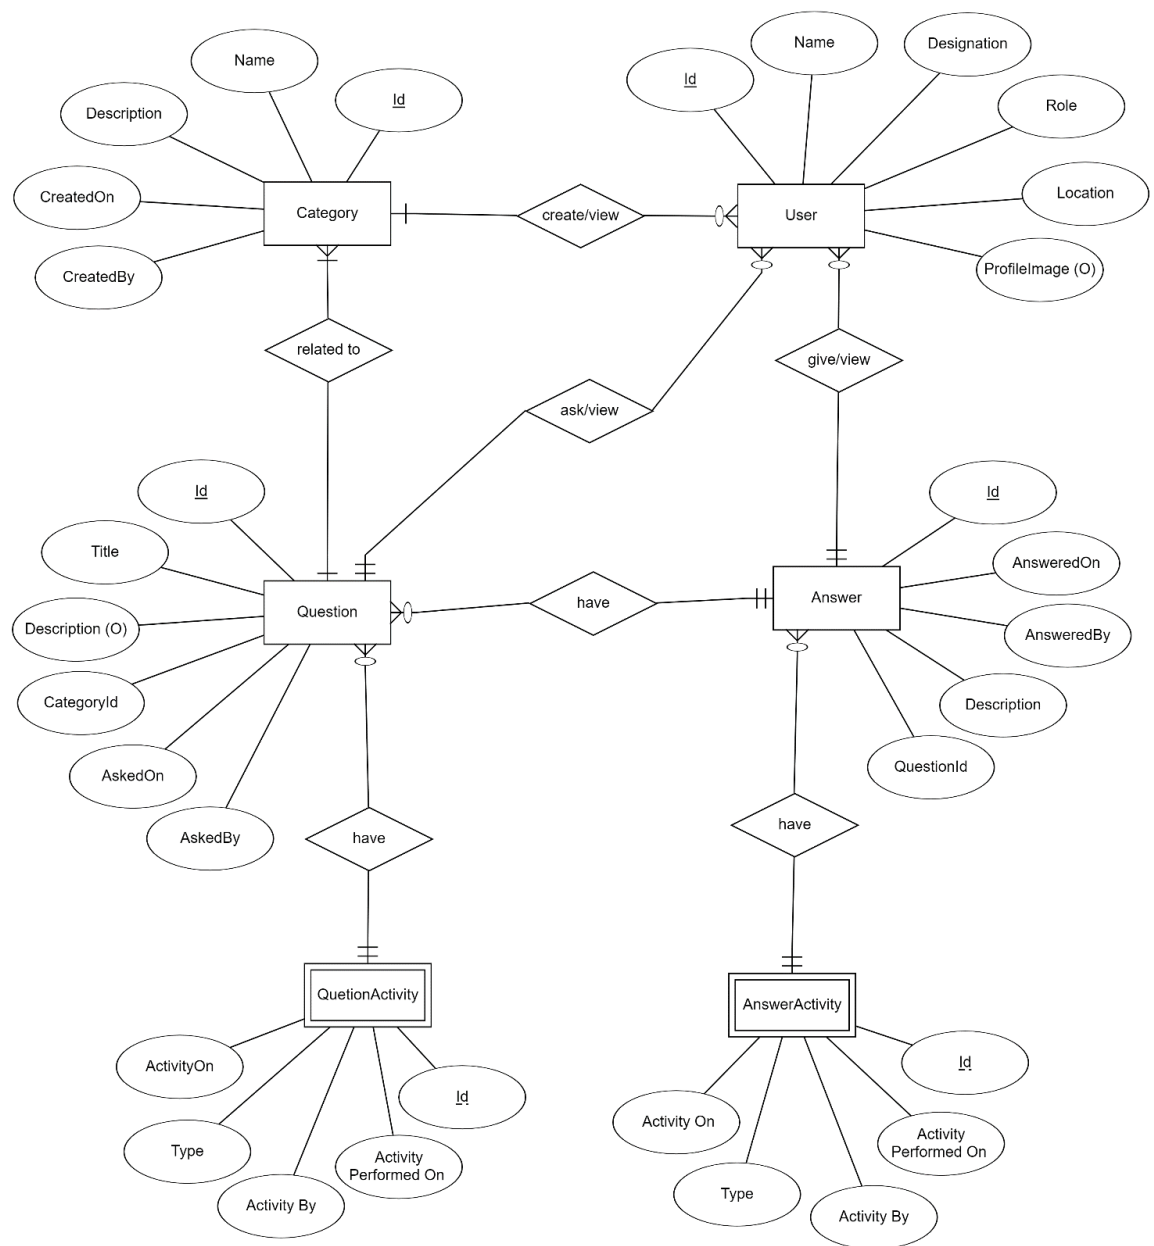 Name
Id
Description
CreatedOn
CreatedBy
Category
create/view
Id
Name
Designation
Role
Location
ProfileImage (O)
User
related to
ask/view
give/view
Id
Title
Description (O)
CategoryId
AskedOn
AskedBy
Question
have
Answer
Id
AnsweredOn
AnsweredBy
Description
QuestionId
have
have
QuetionActivity
ActivityOn
Type
Activity By
Activity
Performed On
Id
AnswerActivity
Activity On
Type
Activity By
Activity
Performed On
Id